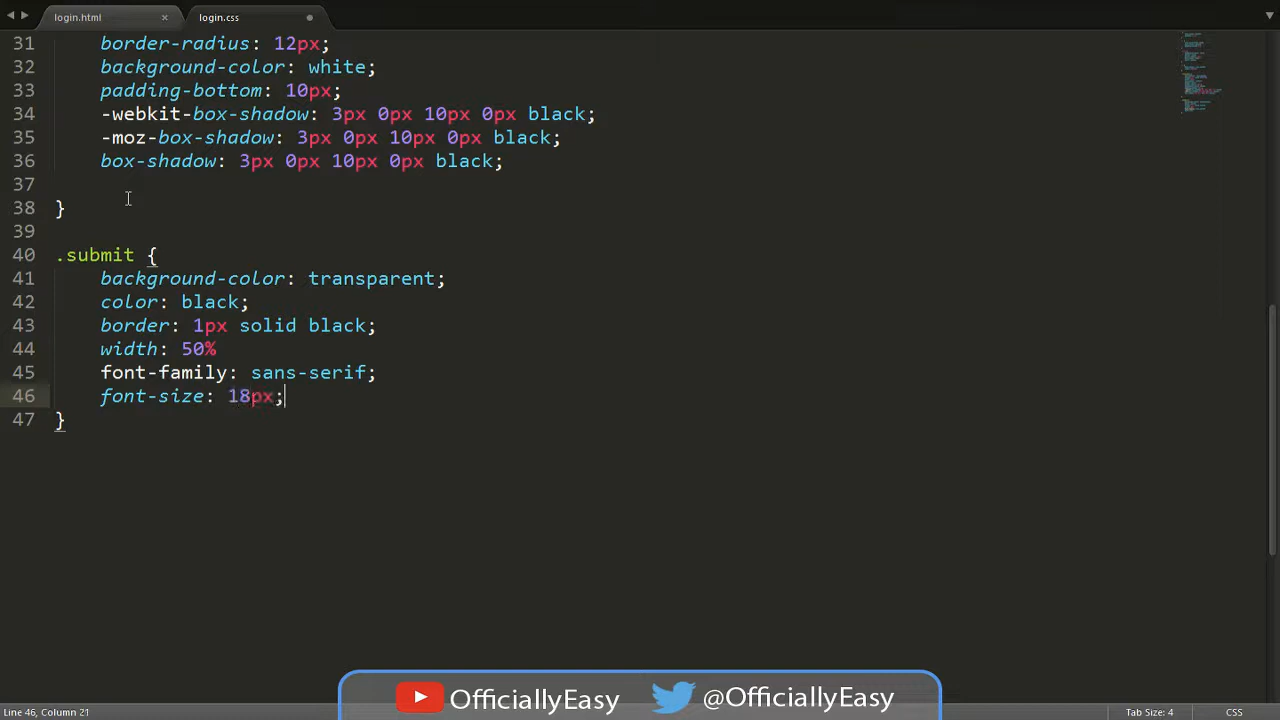 login.html × login.css
31 border-radius: 12px;
32 background-color: white;
33 padding-bottom: 10px;
34 -webkit-box-shadow: 3px 0px 10px 0px black;
35 -moz-box-shadow: 3px 0px 10px 0px black;
36 box-shadow: 3px 0px 10px 0px black;
37
38 }
39
40 .submit {
41 background-color: transparent;
42 color: black;
43 border: 1px solid black;
44 width: 50%
45 font-family: sans-serif;
46 font-size: 18px;
47 }
OfficiallyEasy @OfficiallyEasy
Line 46, Column 21 Tab Size: 4 CSS